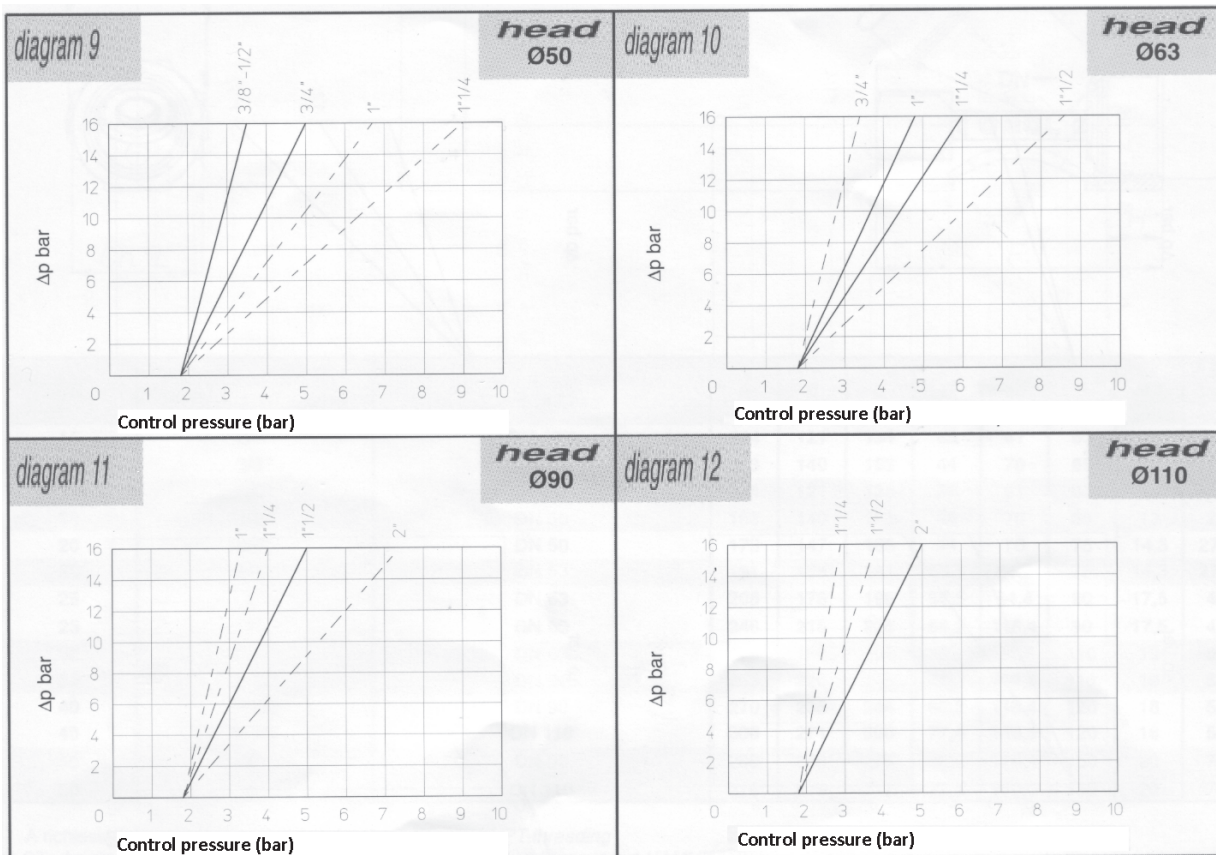 diagram 9
head
Ø50
3/8"-1/2"
3/4"
1"
1"1/4
16
14
12
10
8
6
4
2
Δp bar
0 1 2 3 4 5 6 7 8 9 10
Control pressure (bar)
diagram 10
head
Ø63
3/4"
1"
1"1/4
1"1/2
16
14
12
10
8
6
4
2
Δp bar
0 1 2 3 4 5 6 7 8 9 10
Control pressure (bar)
diagram 11
head
Ø90
1"
1"1/4
1"1/2
2"
16
14
12
10
8
6
4
2
Δp bar
0 1 2 3 4 5 6 7 8 9 10
Control pressure (bar)
diagram 12
head
Ø110
1"1/4
1"1/2
2"
16
14
12
10
8
6
4
2
Δp bar
0 1 2 3 4 5 6 7 8 9 10
Control pressure (bar)